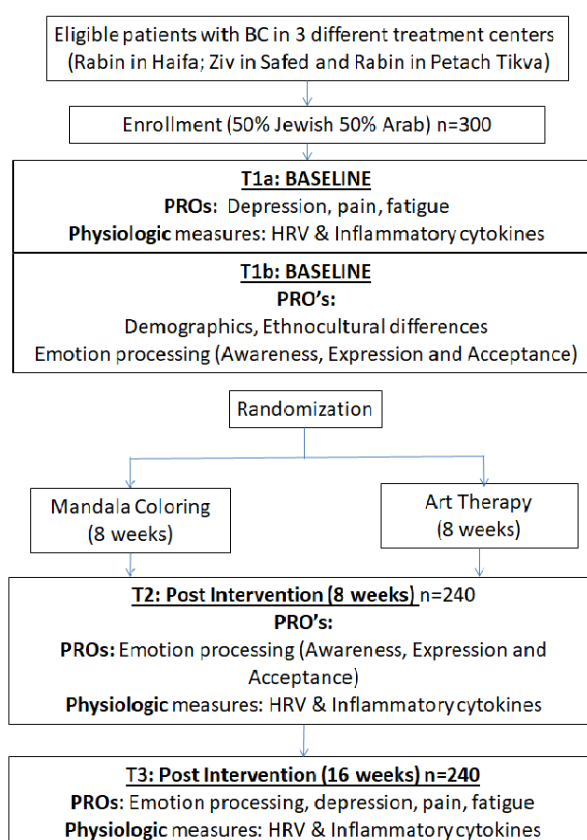 Eligible patients with BC in 3 different treatment centers
(Rabin in Haifa; Ziv in Safed and Rabin in Petach Tikva)
Enrollment (50% Jewish 50% Arab) n=300
T1a: BASELINE
PROs: Depression, pain, fatigue
Physiologic measures: HRV & Inflammatory cytokines
T1b: BASELINE
PRO's:
Demographics, Ethnocultural differences
Emotion processing (Awareness, Expression and Acceptance)
Randomization
Mandala Coloring
(8 weeks)
Art Therapy
(8 weeks)
T2: Post Intervention (8 weeks) n=240
PRO's:
PROs: Emotion processing (Awareness, Expression and
Acceptance)
Physiologic measures: HRV & Inflammatory cytokines
T3: Post Intervention (16 weeks) n=240
PROs: Emotion processing, depression, pain, fatigue
Physiologic measures: HRV & Inflammatory cytokines